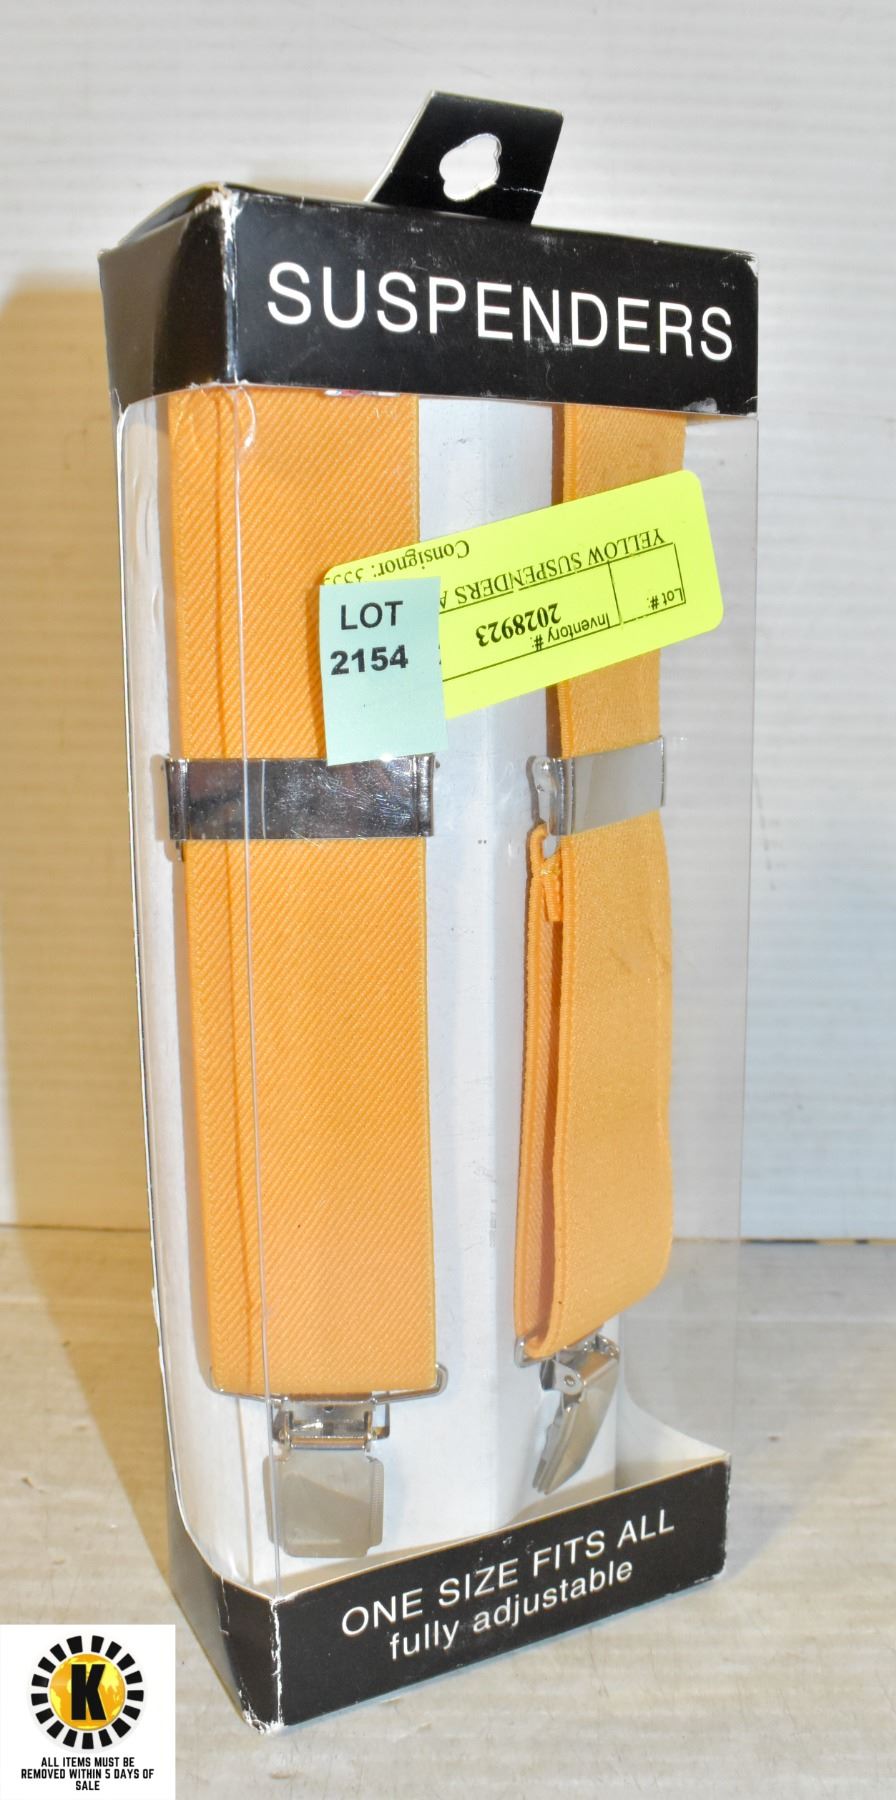 SUSPENDERS
Lot#:
Inventory#:
2028923
YELLOW SUSPENDERS
Consignor:
LOT
2154
ONE SIZE FITS ALL
fully adjustable
K
ALL ITEMS MUST BE
REMOVED WITHIN 5 DAYS OF
SALE